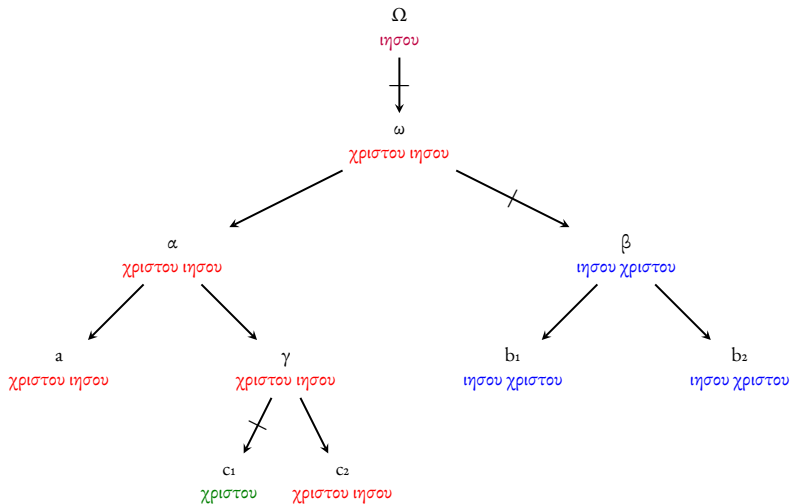 Ω
ιησου
ω
χριστου ιησου
α
χριστου ιησου
β
ιησου χριστου
a
χριστου ιησου
γ
χριστου ιησου
b1
ιησου χριστου
b2
ιησου χριστου
c1
χριστου
c2
χριστου ιησου